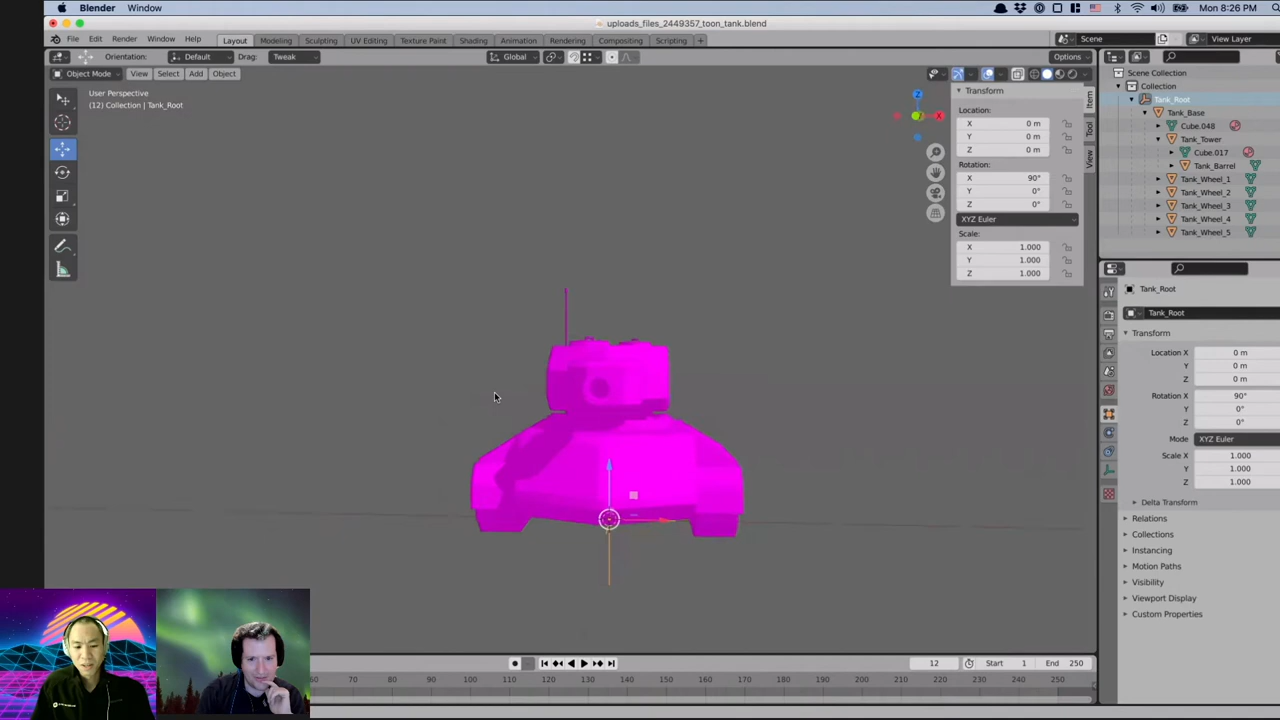 Blender Window
Mon 8:26 PM
uploads_files_2449357_toon_tank.blend
File Edit Render Window Help Layout Modeling Sculpting UV Editing Texture Paint Shading Animation Rendering Compositing Scripting + Scene View Layer
Orientation: Default Drag: Tweak Global Options
Object Mode View Select Add Object
User Perspective
(12) Collection | Tank_Root
Z
X
Transform
Location:
X 0 m
Y 0 m
Z 0 m
Rotation:
X 90°
Y 0°
Z 0°
XYZ Euler
Scale:
X 1.000
Y 1.000
Z 1.000
Item
Tool
View
Scene Collection
Collection
Tank_Root
Tank_Base
Cube.048
Tank_Tower
Cube.017
Tank_Barrel
Tank_Wheel_1
Tank_Wheel_2
Tank_Wheel_3
Tank_Wheel_4
Tank_Wheel_5
Tank_Root
Tank_Root
Transform
Location X 0 m
Y 0 m
Z 0 m
Rotation X 90°
Y 0°
Z 0°
Mode XYZ Euler
Scale X 1.000
Y 1.000
Z 1.000
Delta Transform
Relations
Collections
Instancing
Motion Paths
Visibility
Viewport Display
Custom Properties
12 Start 1 End 250
60 70 80 90 100 110 120 130 140 150 160 170 180 190 200 210 220 230 240 250